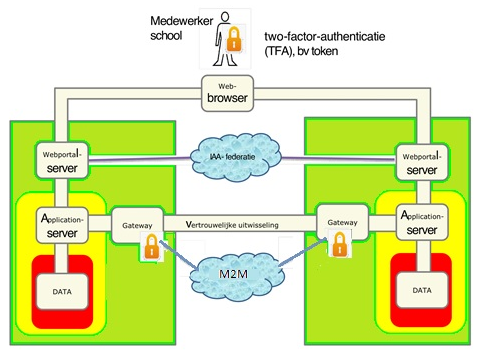 Medewerker
school
two-factor-authenticatie
(TFA), bv token
Web-
browser
Webportal-
server
IAA- federatie
Webportal-
server
Application-
server
Gateway
Vertrouwelijke uitwisseling
Gateway
Application-
server
M2M
DATA
DATA